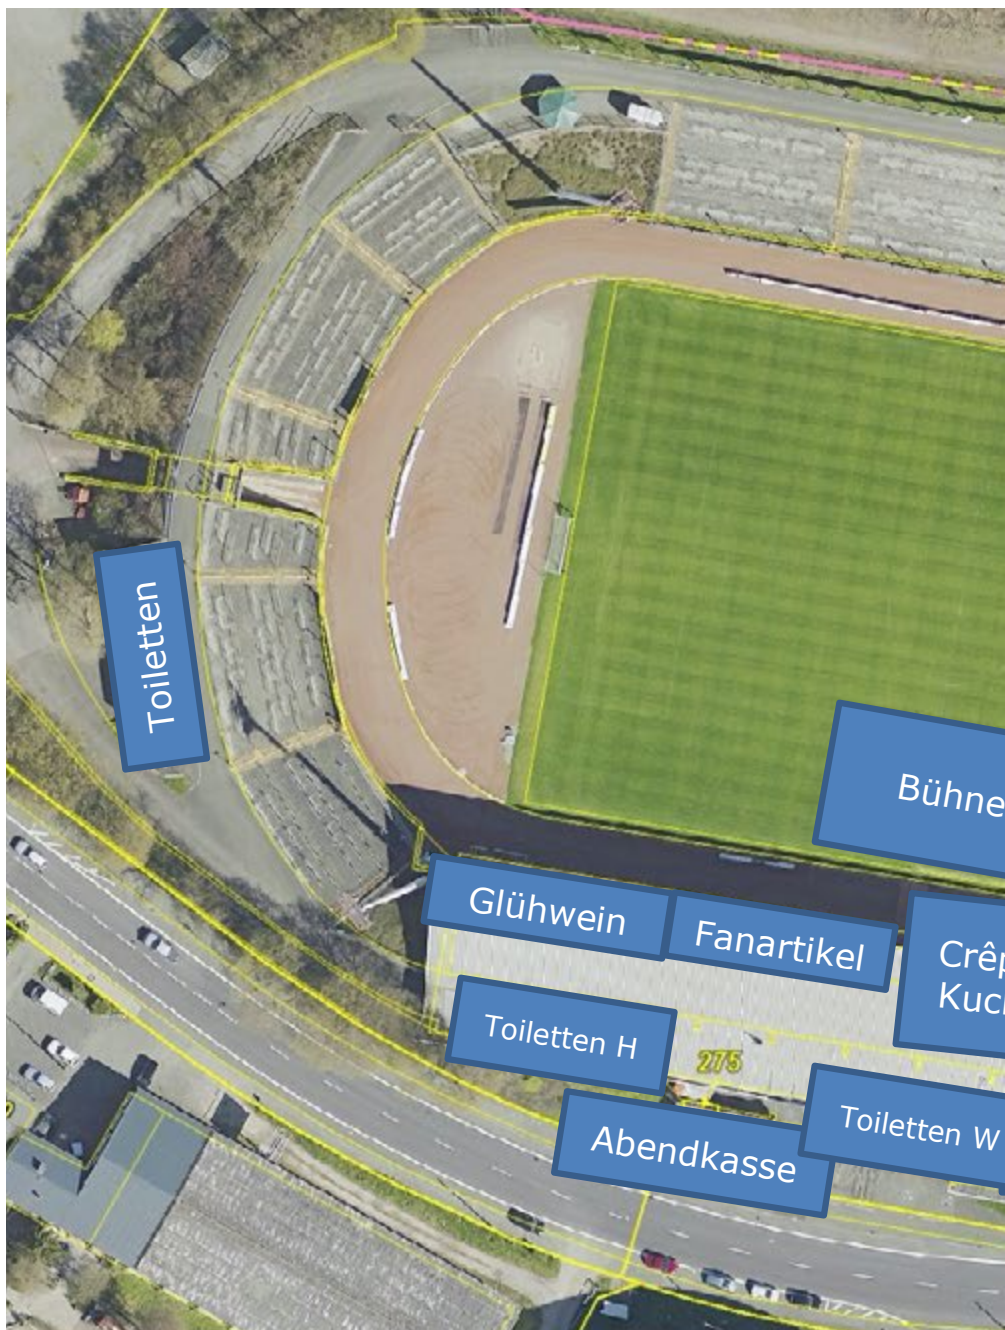 Toiletten
Bühne
Glühwein
Fanartikel
Toiletten H
275
Toiletten W
Abendkasse